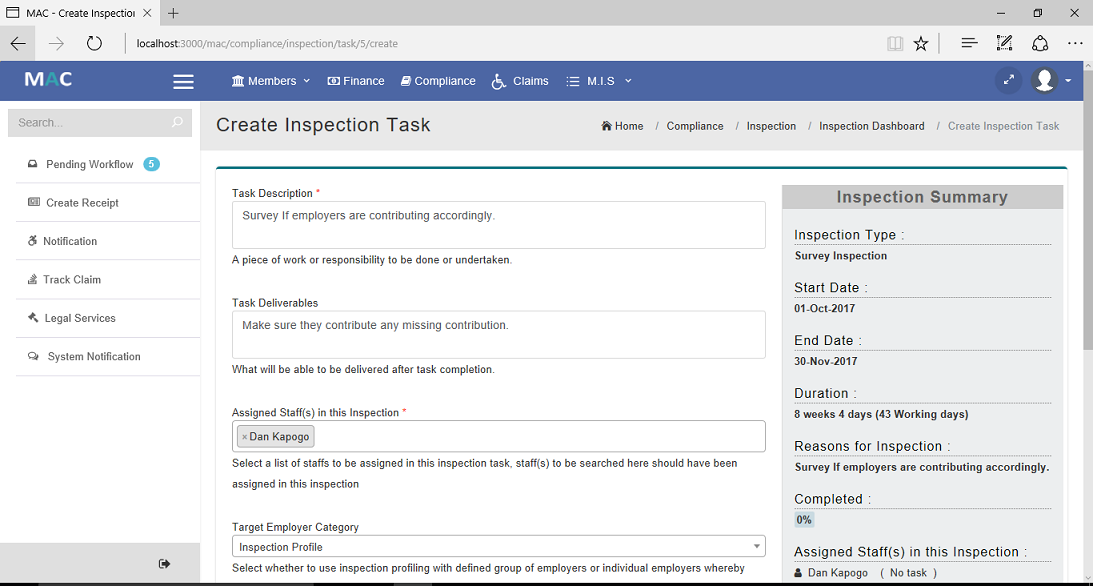 MAC - Create Inspection
localhost:3000/mac/compliance/inspection/task/5/create
MAC
Members
Finance
Compliance
Claims
M.I.S
Search...
Pending Workflow 5
Create Receipt
Notification
Track Claim
Legal Services
System Notification
Create Inspection Task
Home / Compliance / Inspection / Inspection Dashboard / Create Inspection Task
Task Description *
Survey If employers are contributing accordingly.
A piece of work or responsibility to be done or undertaken.
Task Deliverables
Make sure they contribute any missing contribution.
What will be able to be delivered after task completion.
Assigned Staff(s) in this Inspection *
× Dan Kapogo
Select a list of staffs to be assigned in this inspection task, staff(s) to be searched here should have been
assigned in this inspection
Target Employer Category
Inspection Profile
Select whether to use inspection profiling with defined group of employers or individual employers whereby
Inspection Summary
Inspection Type :
Survey Inspection
Start Date :
01-Oct-2017
End Date :
30-Nov-2017
Duration :
8 weeks 4 days (43 Working days)
Reasons for Inspection :
Survey If employers are contributing accordingly.
Completed :
0%
Assigned Staff(s) in this Inspection :
Dan Kapogo ( No task )